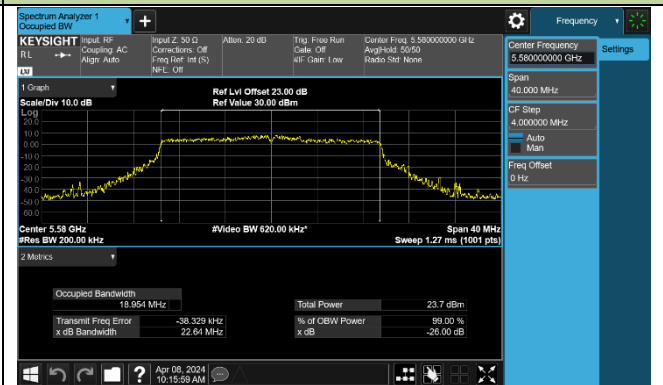 Spectrum Analyzer 1
Occupied BW
Frequency
KEYSIGHT
Input: RF
Coupling: AC
Align: Auto
Input Z: 50 Ω
Corrections: Off
Freq Ref: Int (S)
NFE: Off
Atten: 20 dB
Trig: Free Run
Gate: Off
#IF Gain: Low
Center Freq: 5.580000000 GHz
Avg|Hold: 50/50
Radio Std: None
RL
LXI
Center Frequency
5.580000000 GHz
Settings
Span
40.000 MHz
CF Step
4.000000 MHz
Auto
Man
Freq Offset
0 Hz
1 Graph
Scale/Div 10.0 dB
Ref Lvl Offset 23.00 dB
Ref Value 30.00 dBm
Log
20.0
10.0
0.00
-10.0
-20.0
-30.0
-40.0
-50.0
-60.0
Center 5.58 GHz
#Video BW 620.00 kHz*
Span 40 MHz
#Res BW 200.00 kHz
Sweep 1.27 ms (1001 pts)
2 Metrics
Occupied Bandwidth
18.954 MHz
Total Power 23.7 dBm
Transmit Freq Error -38.329 kHz
% of OBW Power 99.00 %
x dB Bandwidth 22.64 MHz
x dB -26.00 dB
Apr 08, 2024
10:15:59 AM